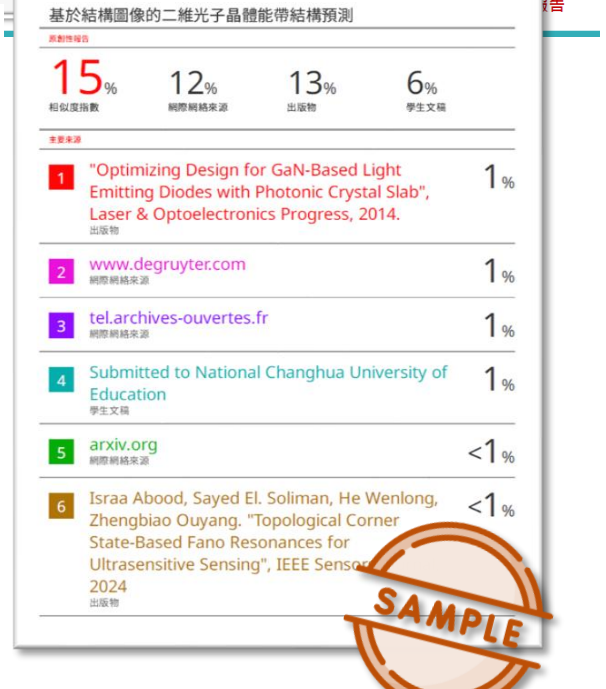 報告
基於結構圖像的二維光子晶體能帶結構預測
原創性報告
15%
12%
13%
6%
相似度指數
網際網絡來源
出版物
學生文稿
主要來源
1
"Optimizing Design for GaN-Based Light
Emitting Diodes with Photonic Crystal Slab",
Laser & Optoelectronics Progress, 2014.
出版物
1%
2
www.degruyter.com
網際網絡來源
1%
3
tel.archives-ouvertes.fr
網際網絡來源
1%
4
Submitted to National Changhua University of
Education
學生文稿
1%
5
arxiv.org
網際網絡來源
<1%
6
Israa Abood, Sayed El. Soliman, He Wenlong,
Zhengbiao Ouyang. "Topological Corner
State-Based Fano Resonances for
Ultrasensitive Sensing", IEEE
2024
出版物
<1%
SAMPLE